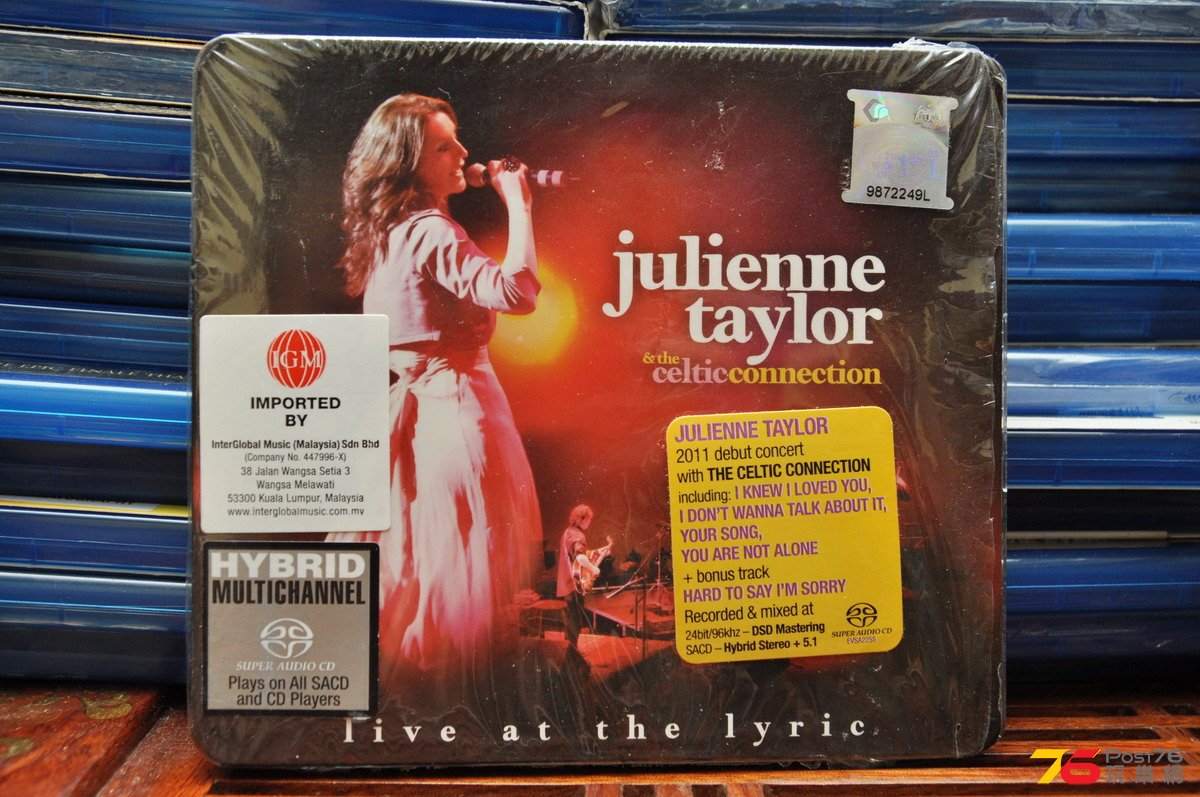 9872249L
julienne
taylor
& the
celticconnection
IGM
IMPORTED
BY
InterGlobal Music (Malaysia) Sdn Bhd
(Company No. 447996-X)
38 Jalan Wangsa Setia 3
Wangsa Melawati
53300 Kuala Lumpur, Malaysia
www.interglobalmusic.com.my
JULIENNE TAYLOR
2011 debut concert
with THE CELTIC CONNECTION
including: I KNEW I LOVED YOU,
I DON'T WANNA TALK ABOUT IT,
YOUR SONG,
YOU ARE NOT ALONE
+ bonus track
HARD TO SAY I'M SORRY
Recorded & mixed at
24bit/96khz – DSD Mastering
SACD – Hybrid Stereo + 5.1
SUPER AUDIO CD
EVSA225S
HYBRID
MULTICHANNEL
SUPER AUDIO CD
Plays on All SACD
and CD Players
live at the lyric
76 Post76
玩樂網